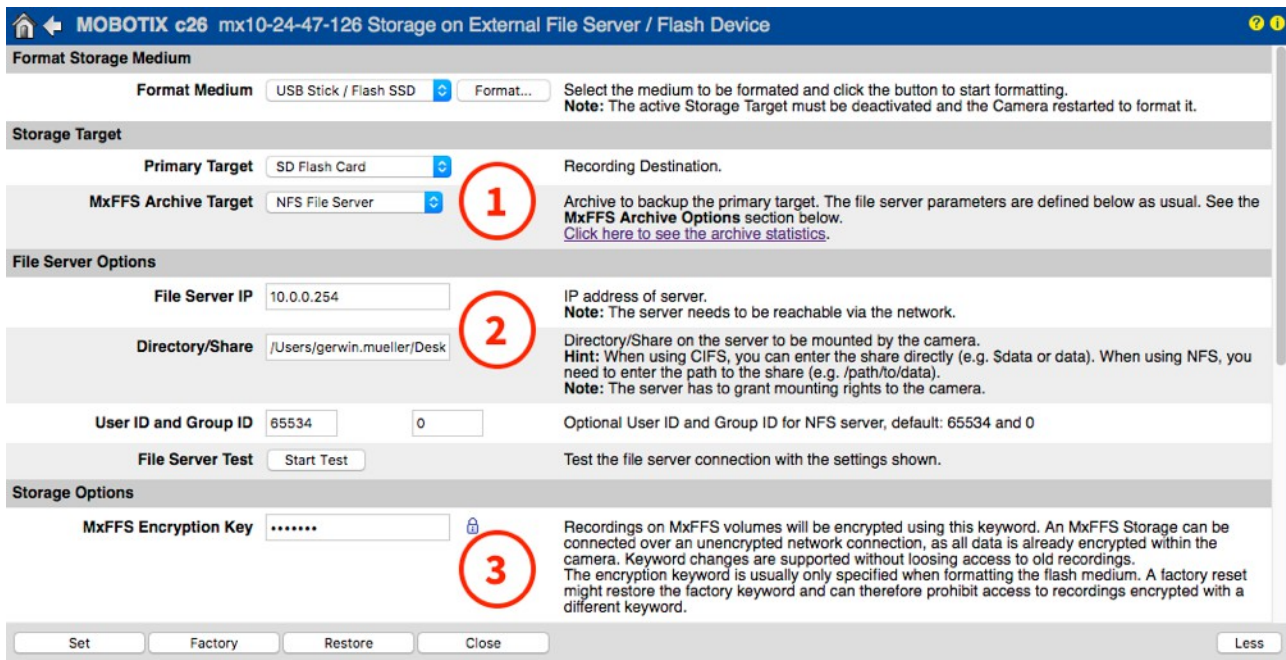 MOBOTIX c26 mx10-24-47-126 Storage on External File Server / Flash Device
Format Storage Medium
Format Medium USB Stick / Flash SSD Format... Select the medium to be formated and click the button to start formatting.
Note: The active Storage Target must be deactivated and the Camera restarted to format it.
Storage Target
Primary Target SD Flash Card Recording Destination.
MxFFS Archive Target NFS File Server 1 Archive to backup the primary target. The file server parameters are defined below as usual. See the
MxFFS Archive Options section below.
Click here to see the archive statistics.
File Server Options
File Server IP 10.0.0.254 IP address of server.
Note: The server needs to be reachable via the network.
2
Directory/Share /Users/gerwin.mueller/Desk Directory/Share on the server to be mounted by the camera.
Hint: When using CIFS, you can enter the share directly (e.g. $data or data). When using NFS, you
need to enter the path to the share (e.g. /path/to/data).
Note: The server has to grant mounting rights to the camera.
User ID and Group ID 65534 0 Optional User ID and Group ID for NFS server, default: 65534 and 0
File Server Test Start Test Test the file server connection with the settings shown.
Storage Options
MxFFS Encryption Key ••••••• Recordings on MxFFS volumes will be encrypted using this keyword. An MxFFS Storage can be
connected over an unencrypted network connection, as all data is already encrypted within the
camera. Keyword changes are supported without loosing access to old recordings.
3 The encryption keyword is usually only specified when formatting the flash medium. A factory reset
might restore the factory keyword and can therefore prohibit access to recordings encrypted with a
different keyword.
Set Factory Restore Close Less